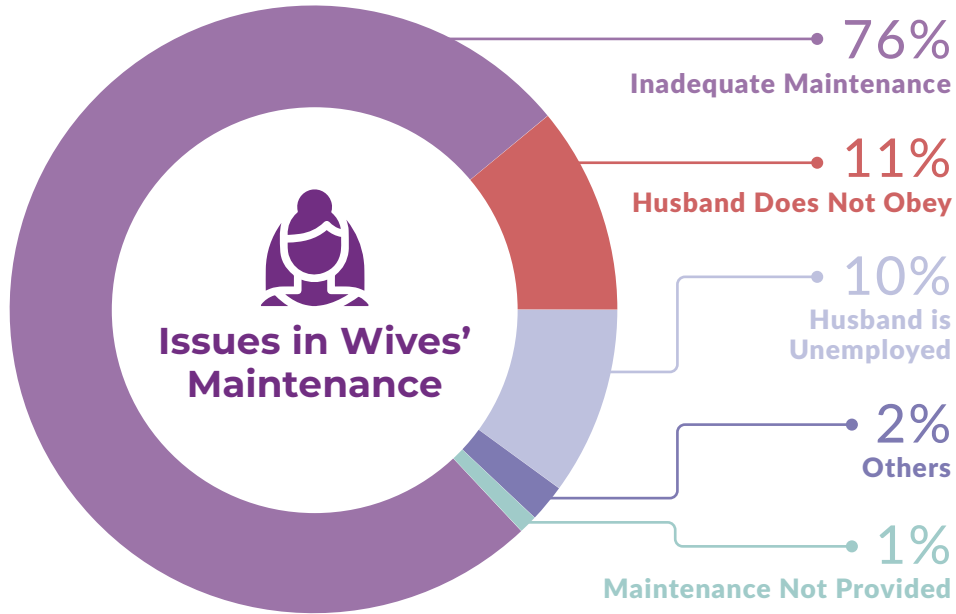 76%
Inadequate Maintenance
11%
Husband Does Not Obey
10%
Husband is
Unemployed
2%
Others
1%
Maintenance Not Provided
Issues in Wives’
Maintenance